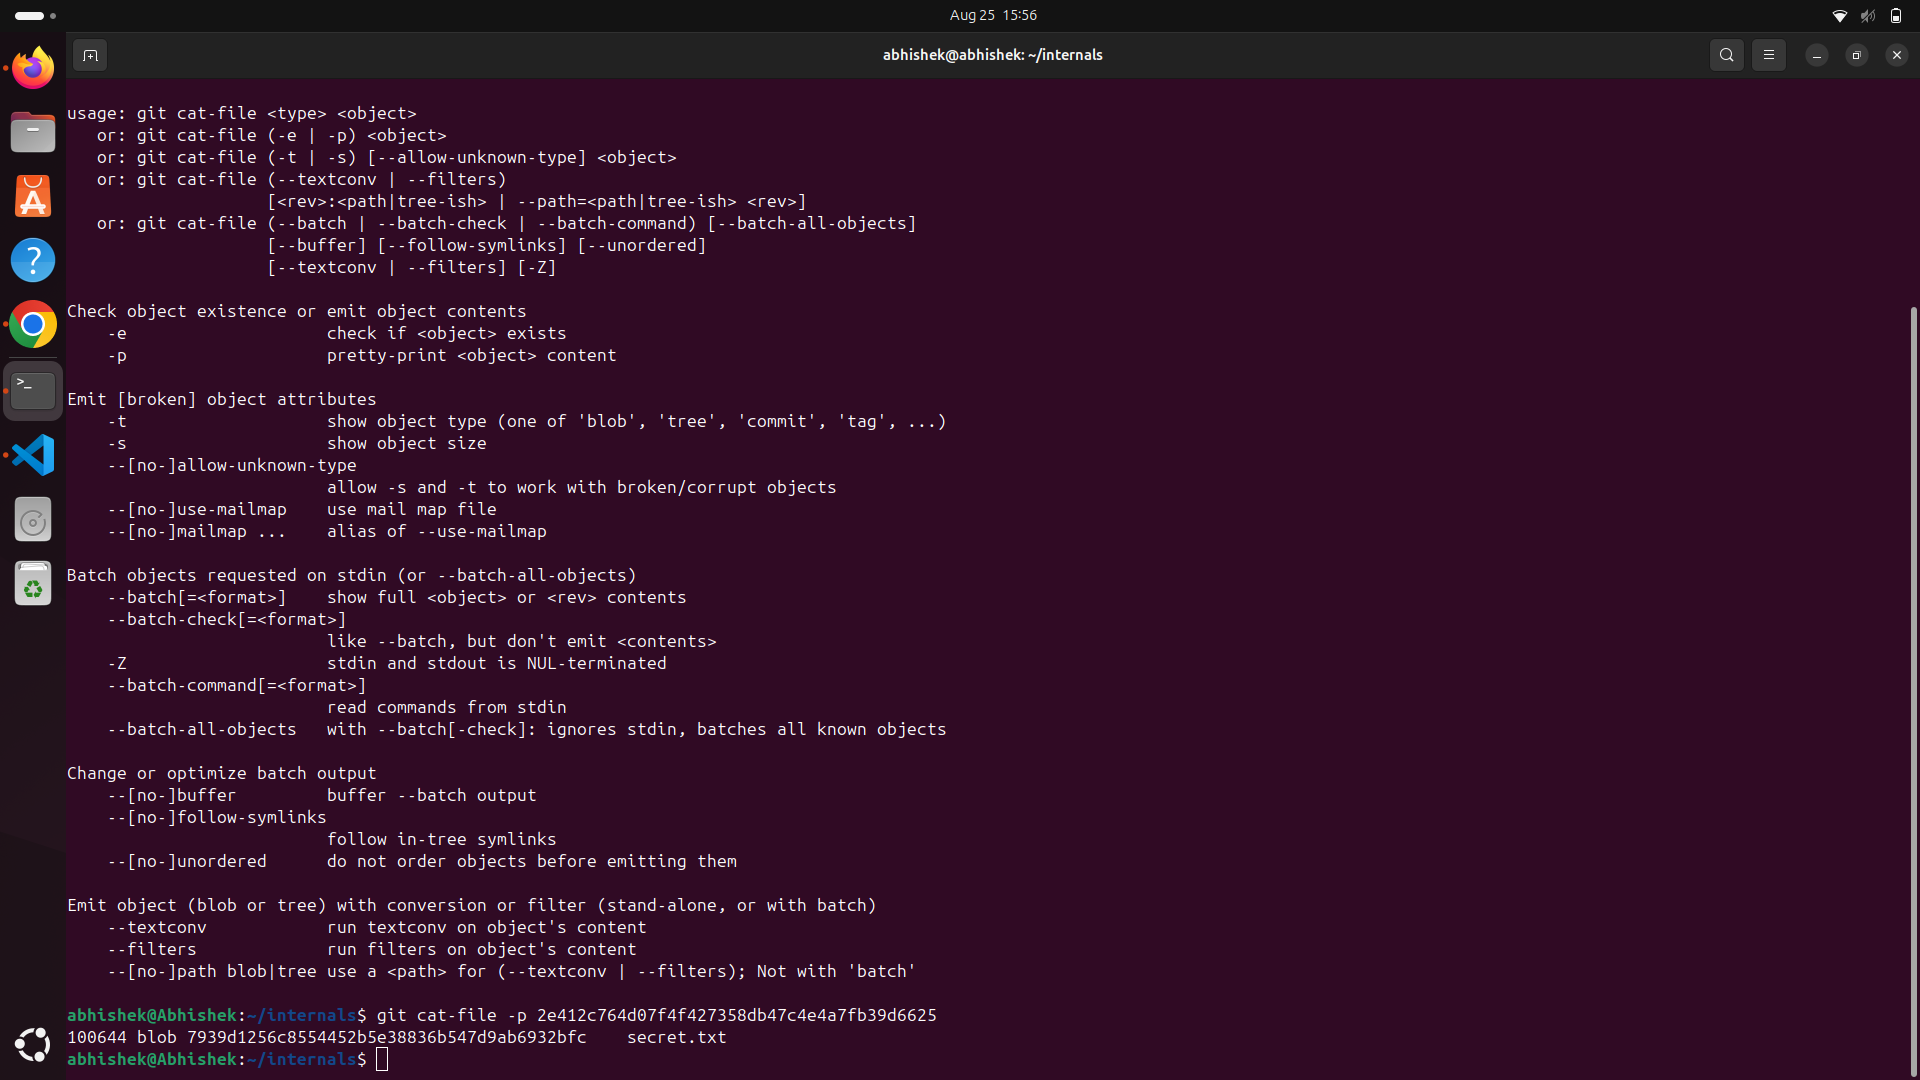 Aug 25 15:56
abhishek@abhishek: ~/internals
usage: git cat-file <type> <object>
   or: git cat-file (-e | -p) <object>
   or: git cat-file (-t | -s) [--allow-unknown-type] <object>
   or: git cat-file (--textconv | --filters)
                    [<rev>:<path|tree-ish> | --path=<path|tree-ish> <rev>]
   or: git cat-file (--batch | --batch-check | --batch-command) [--batch-all-objects]
                    [--buffer] [--follow-symlinks] [--unordered]
                    [--textconv | --filters] [-Z]
Check object existence or emit object contents
    -e                    check if <object> exists
    -p                    pretty-print <object> content
Emit [broken] object attributes
    -t                    show object type (one of 'blob', 'tree', 'commit', 'tag', ...)
    -s                    show object size
    --[no-]allow-unknown-type
                          allow -s and -t to work with broken/corrupt objects
    --[no-]use-mailmap    use mail map file
    --[no-]mailmap ...    alias of --use-mailmap
Batch objects requested on stdin (or --batch-all-objects)
    --batch[=<format>]    show full <object> or <rev> contents
    --batch-check[=<format>]
                          like --batch, but don't emit <contents>
    -Z                    stdin and stdout is NUL-terminated
    --batch-command[=<format>]
                          read commands from stdin
    --batch-all-objects   with --batch[-check]: ignores stdin, batches all known objects
Change or optimize batch output
    --[no-]buffer         buffer --batch output
    --[no-]follow-symlinks
                          follow in-tree symlinks
    --[no-]unordered      do not order objects before emitting them
Emit object (blob or tree) with conversion or filter (stand-alone, or with batch)
    --textconv            run textconv on object's content
    --filters             run filters on object's content
    --[no-]path blob|tree use a <path> for (--textconv | --filters); Not with 'batch'
abhishek@Abhishek:~/internals$ git cat-file -p 2e412c764d07f4f427358db47c4e4a7fb39d6625
100644 blob 7939d1256c8554452b5e38836b547d9ab6932bfc    secret.txt
abhishek@Abhishek:~/internals$